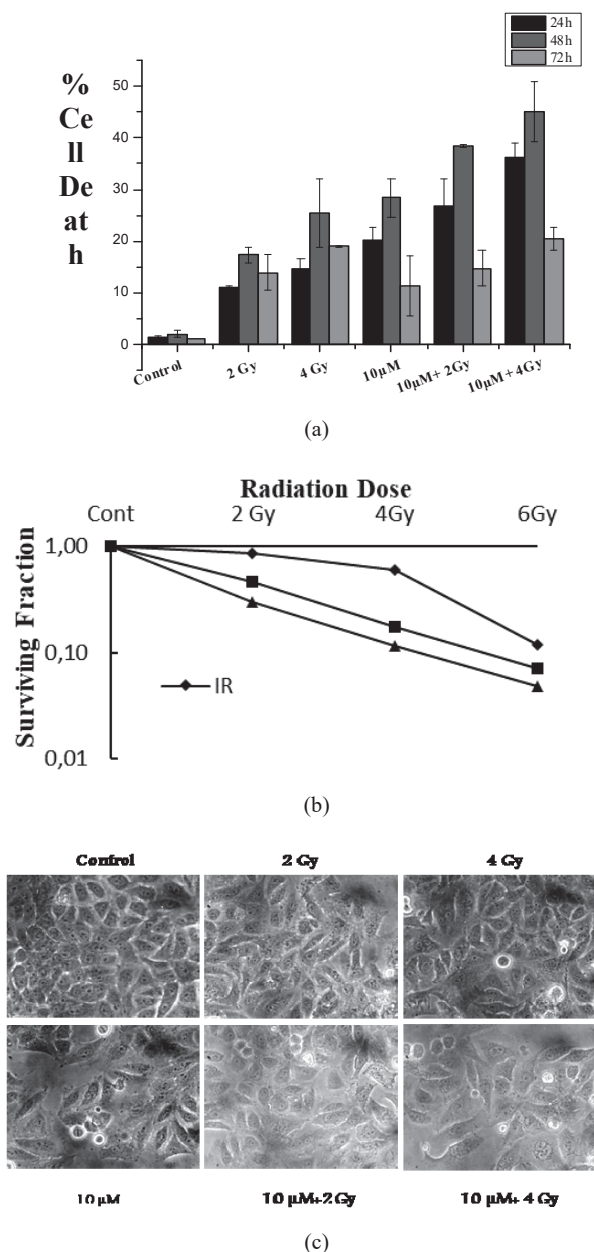 24h
48h
72h
%
Ce
ll
De
at
h
50
40
30
20
10
0
Control
2 Gy
4 Gy
10μM
10μM+ 2Gy
10μM+4Gy
(a)
Radiation Dose
Cont 2 Gy 4Gy 6Gy
1,00
0,10
0,01
Surviving Fraction
IR
(b)
Control 2 Gy 4 Gy
10 μM 10 μM+2Gy 10 μM+ 4 Gy
(c)